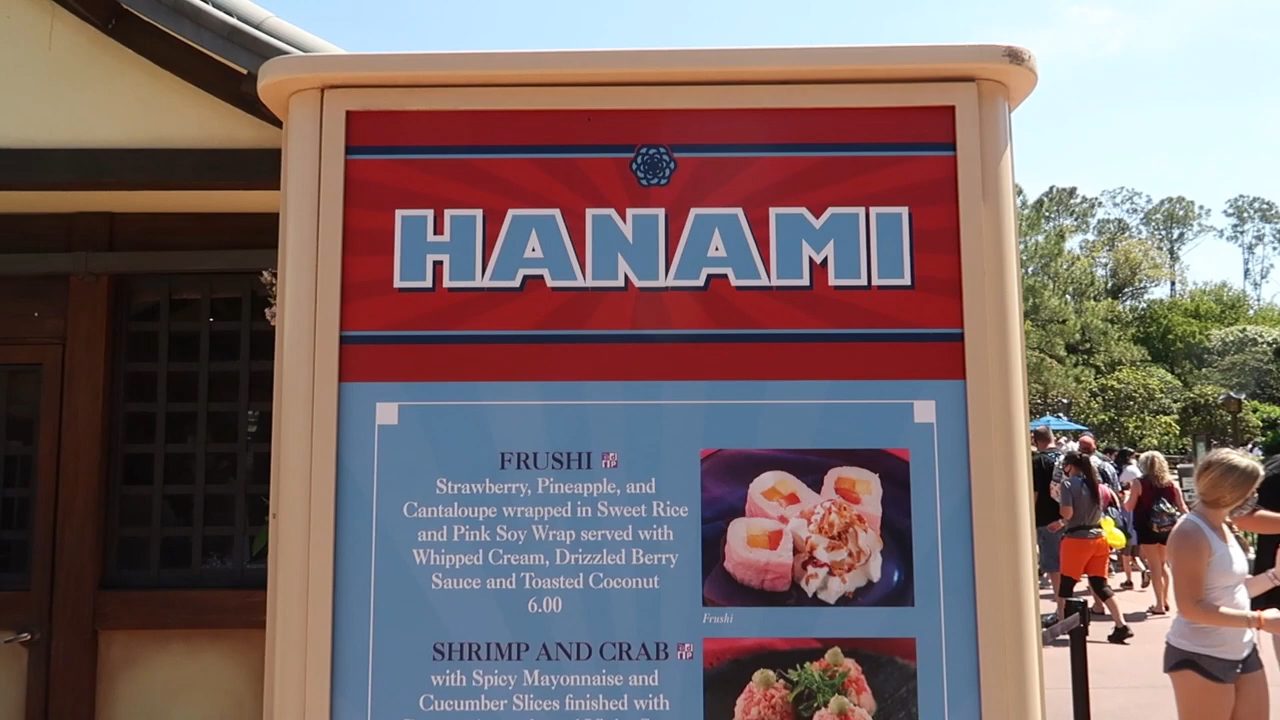 HANAMI
FRUSHI
Strawberry, Pineapple, and
Cantaloupe wrapped in Sweet Rice
and Pink Soy Wrap served with
Whipped Cream, Drizzled Berry
Sauce and Toasted Coconut
6.00
Frushi
SHRIMP AND CRAB
with Spicy Mayonnaise and
Cucumber Slices finished with